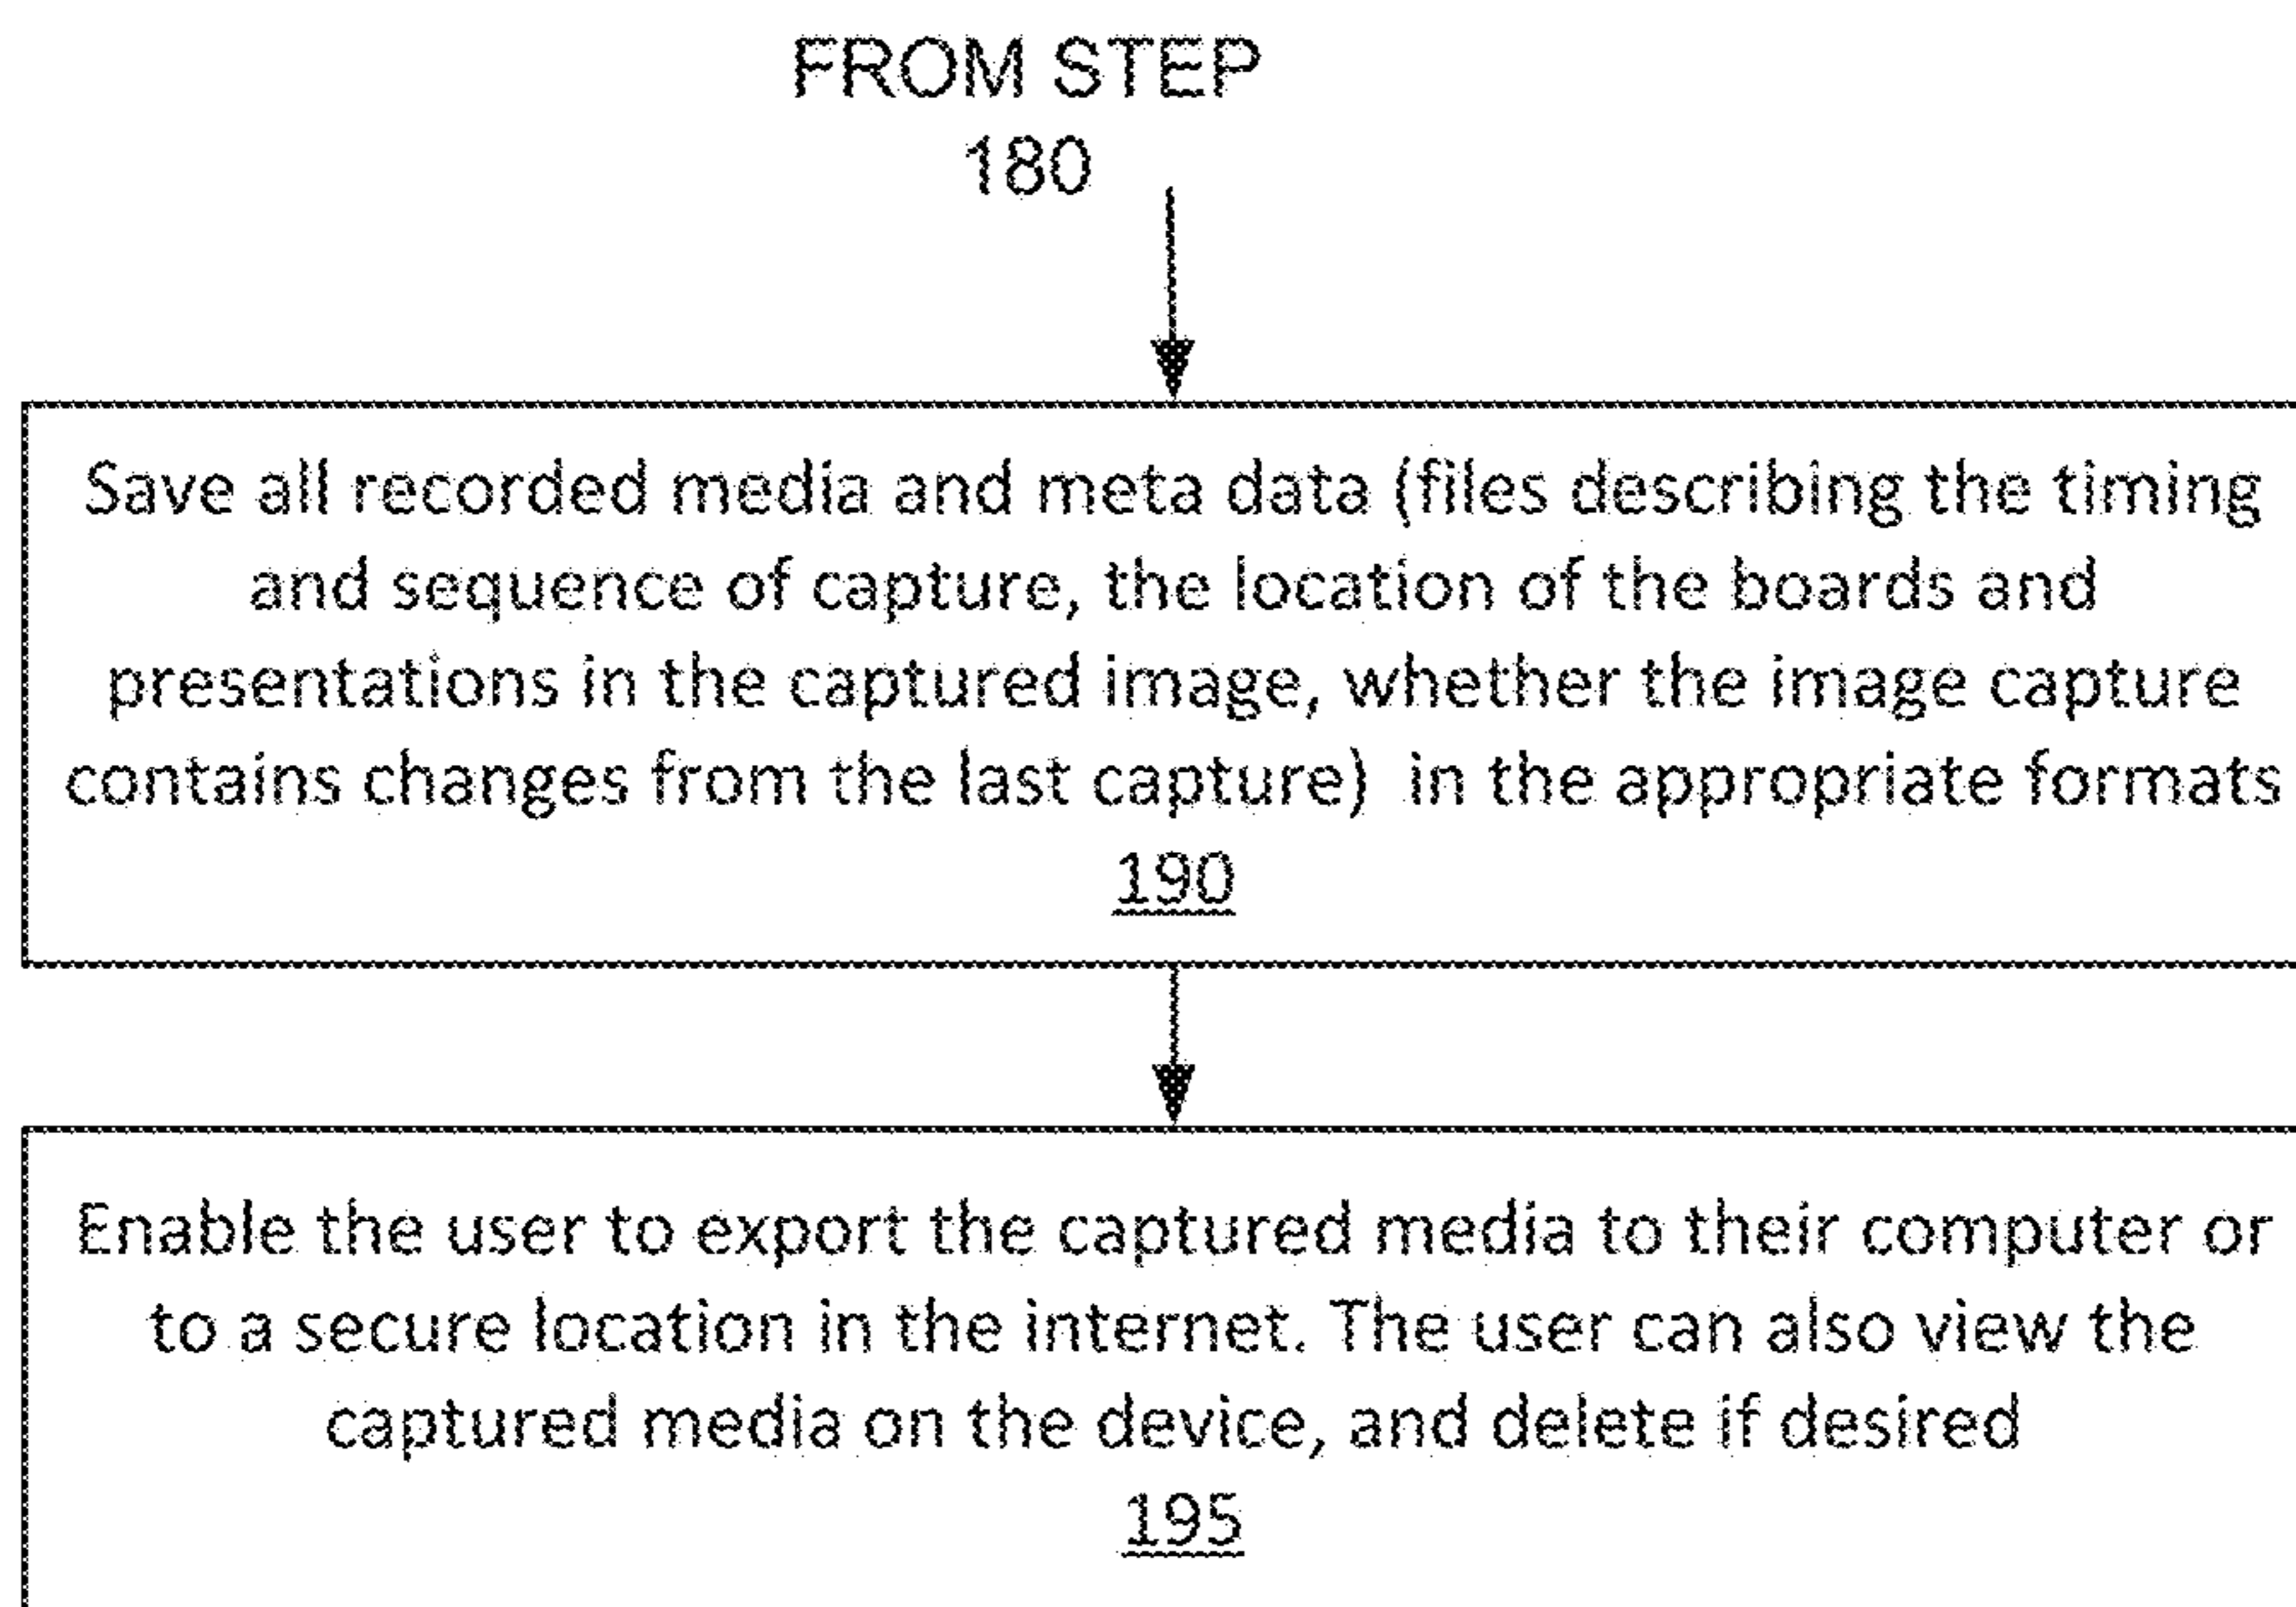 FROM STEP
180
Save all recorded media and meta data (files describing the timing
and sequence of capture, the location of the boards and
presentations in the captured image, whether the image capture
contains changes from the last capture) in the appropriate formats
190
Enable the user to export the captured media to their computer or
to a secure location in the internet. The user can also view the
captured media on the device, and delete if desired
195